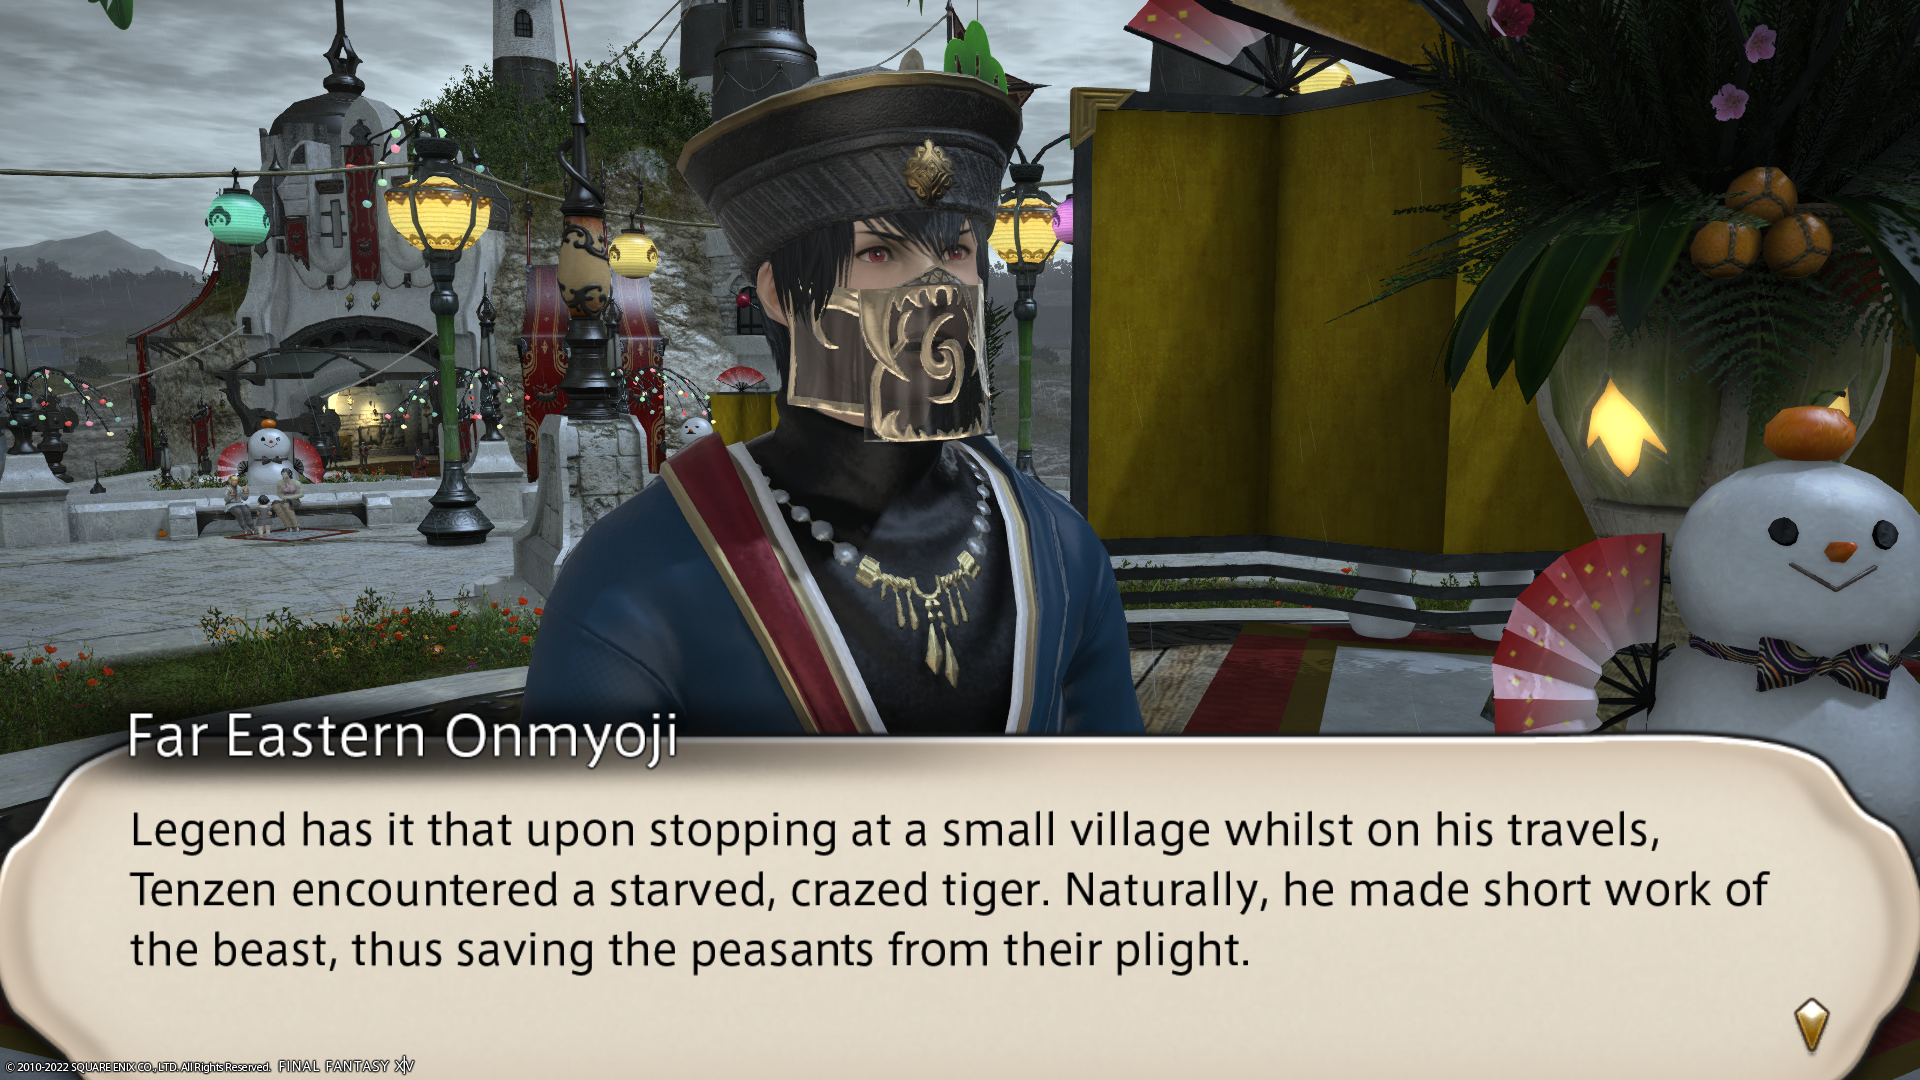 Far Eastern Onmyoji
Legend has it that upon stopping at a small village whilst on his travels,
Tenzen encountered a starved, crazed tiger. Naturally, he made short work of
the beast, thus saving the peasants from their plight.
© 2010-2022 SQUARE ENIX CO., LTD. All Rights Reserved. FINAL FANTASY XIV